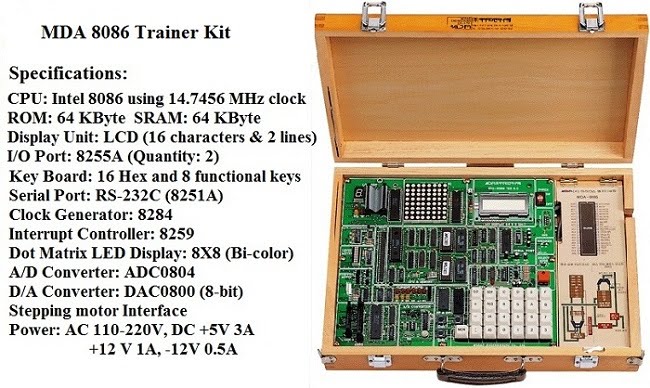 MDA 8086 Trainer Kit
Specifications:
CPU: Intel 8086 using 14.7456 MHz clock
ROM: 64 KByte  SRAM: 64 KByte
Display Unit: LCD (16 characters & 2 lines)
I/O Port: 8255A (Quantity: 2)
Key Board: 16 Hex and 8 functional keys
Serial Port: RS-232C (8251A)
Clock Generator: 8284
Interrupt Controller: 8259
Dot Matrix LED Display: 8X8 (Bi-color)
A/D Converter: ADC0804
D/A Converter: DAC0800 (8-bit)
Stepping motor Interface
Power: AC 110-220V, DC +5V 3A
+12 V 1A, -12V 0.5A
MDA-8086